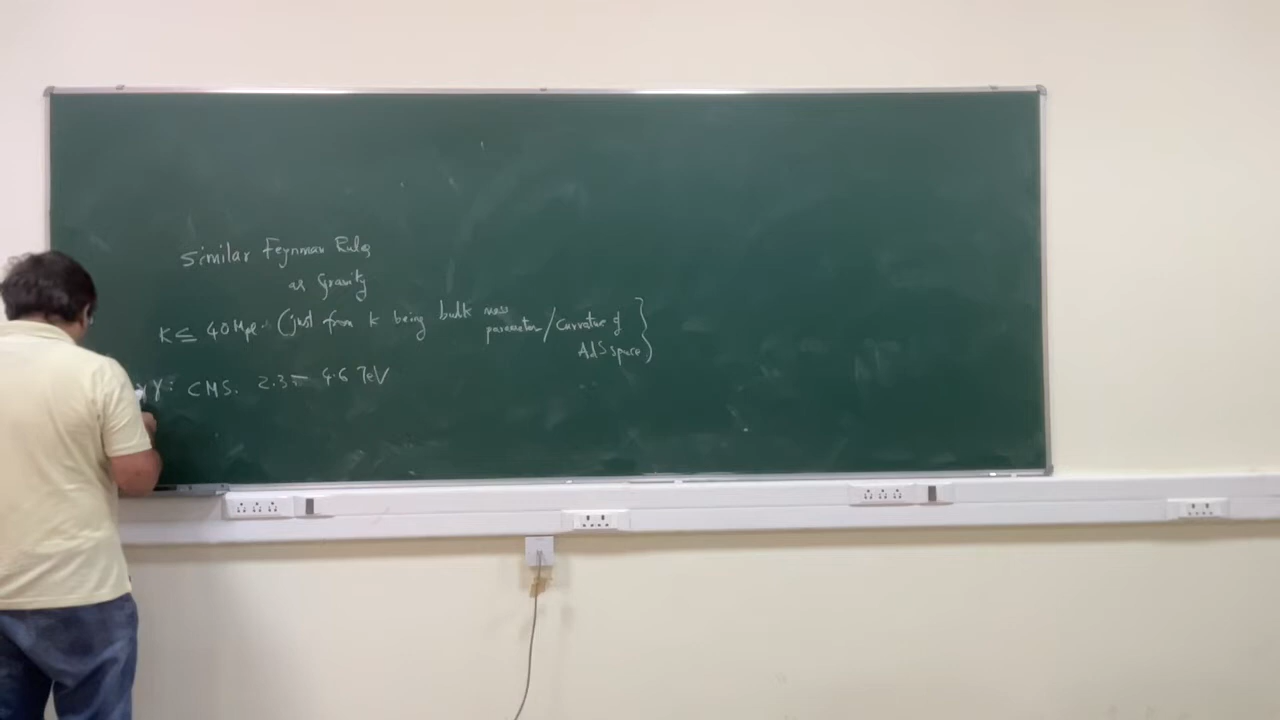 Similar Feynman Rules
as Gravity
K ≤ 40 Mpl. (just from k being bulk mass
parameter/Curvature of
AdS space)}
γγ: CMS. 2.3 - 4.6 TeV